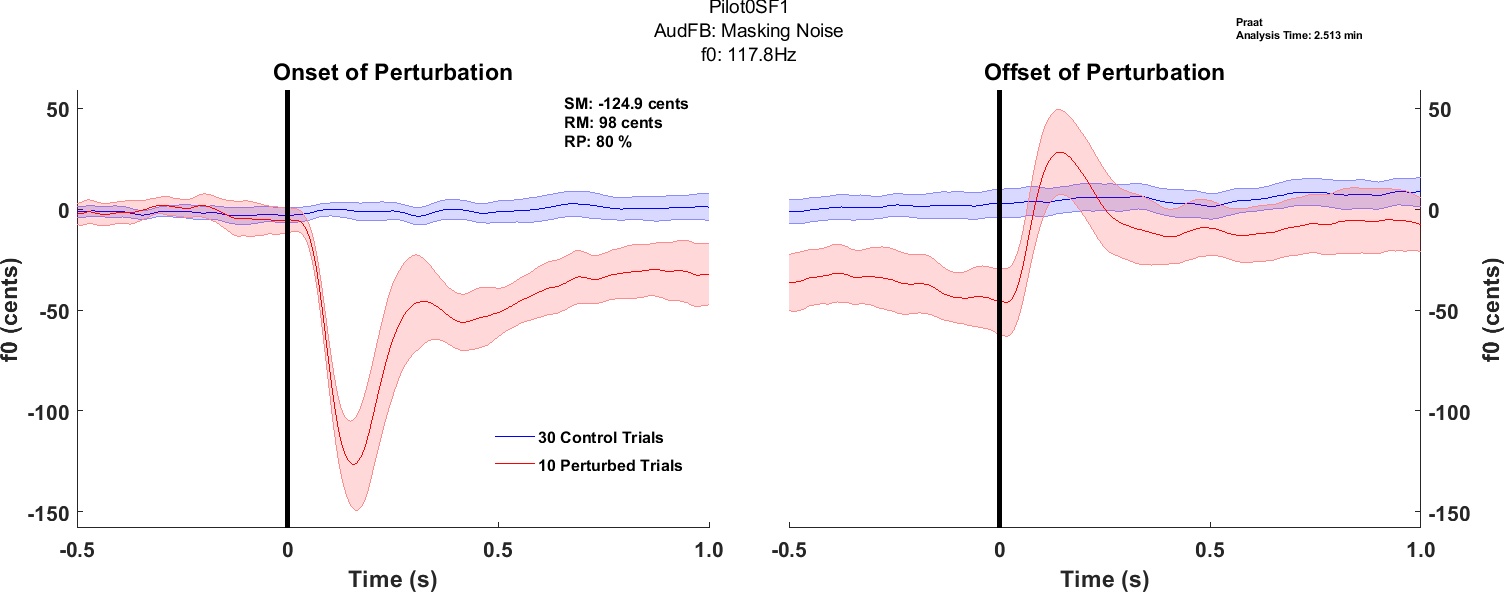 Pilot0SF1
AudFB: Masking Noise
f0: 117.8Hz
Praat
Analysis Time: 2.513 min
Onset of Perturbation
SM: -124.9 cents
RM: 98 cents
RP: 80 %
50
0
-50
-100
-150
f0 (cents)
30 Control Trials
10 Perturbed Trials
-0.5
0
0.5
1.0
Time (s)
Offset of Perturbation
50
0
-50
-100
-150
f0 (cents)
-0.5
0
0.5
1.0
Time (s)